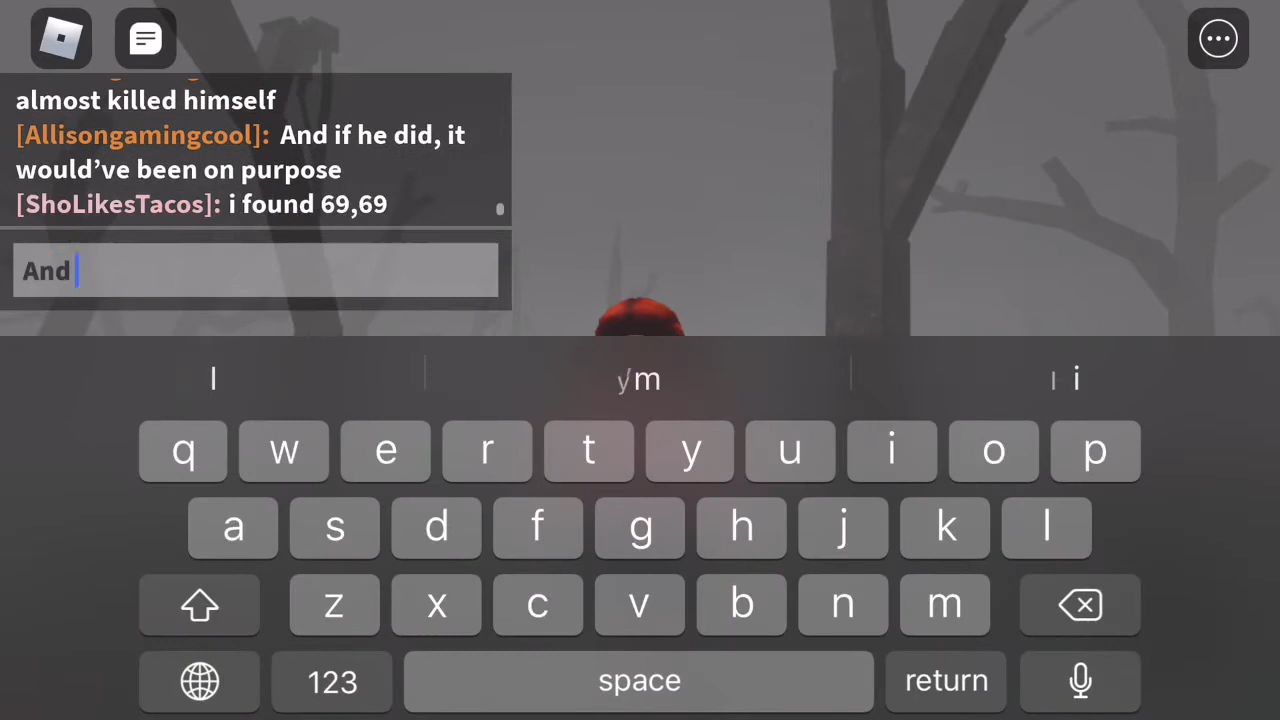 almost killed himself
[Allisongamingcool]: And if he did, it
would’ve been on purpose
[ShoLikesTacos]: i found 69,69
And
I
m
i
q w e r t y u i o p
a s d f g h j k l
z x c v b n m
123 space return